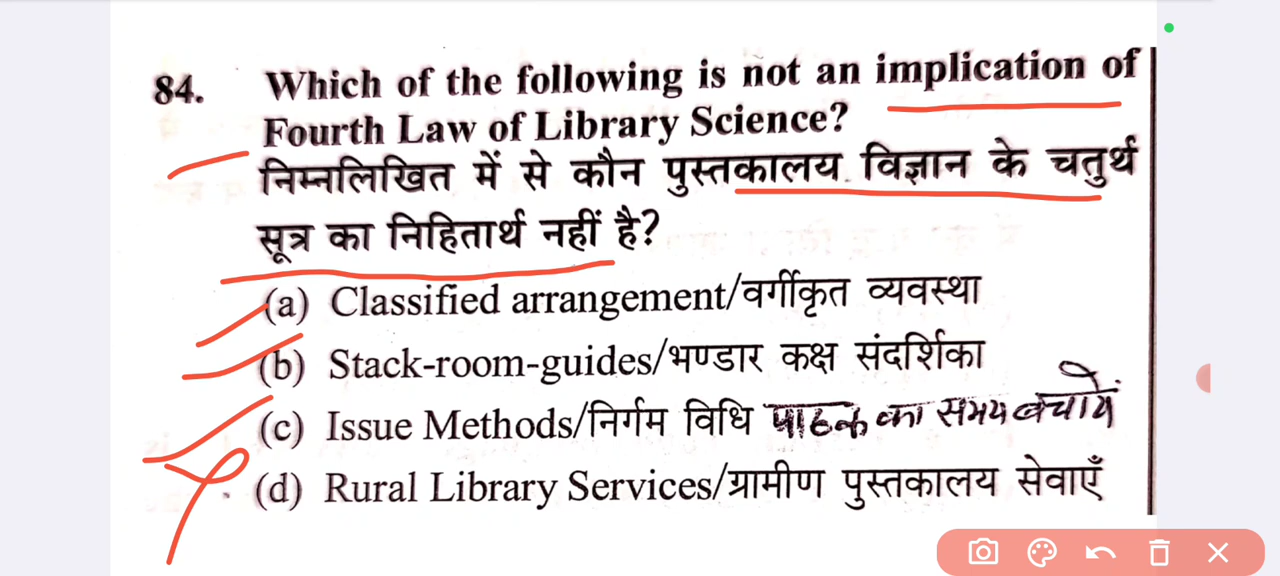 84. Which of the following is not an implication of
Fourth Law of Library Science?
निम्नलिखित में से कौन पुस्तकालय विज्ञान के चतुर्थ
सूत्र का निहितार्थ नहीं है?
(a) Classified arrangement/वर्गीकृत व्यवस्था
(b) Stack-room-guides/भण्डार कक्ष संदर्शिका
(c) Issue Methods/निर्गम विधि पाठक का समय बचायें
(d) Rural Library Services/ग्रामीण पुस्तकालय सेवाएँ